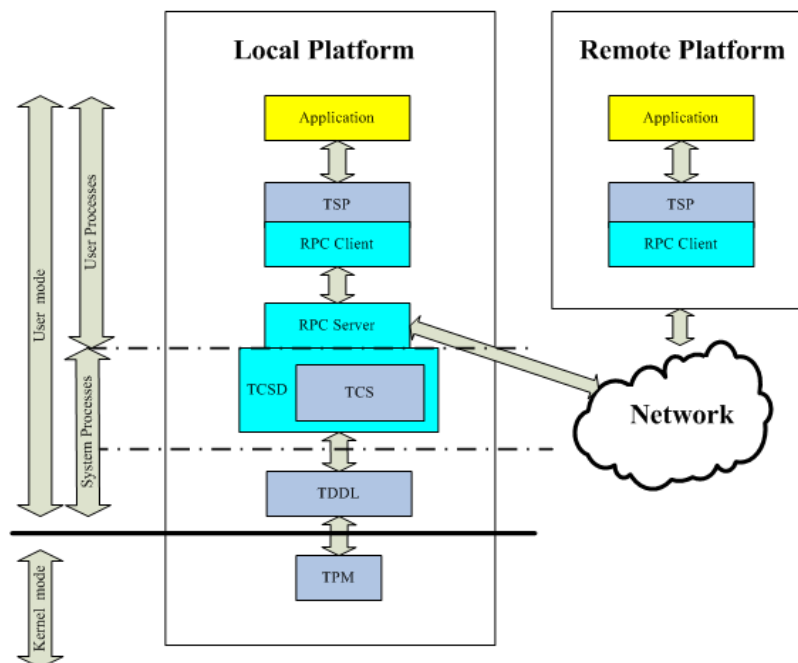 Local Platform
Remote Platform
Application
Application
TSP
TSP
RPC Client
RPC Client
RPC Server
TCSD
TCS
Network
TDDL
TPM
User mode
User Processes
System Processes
Kernel mode